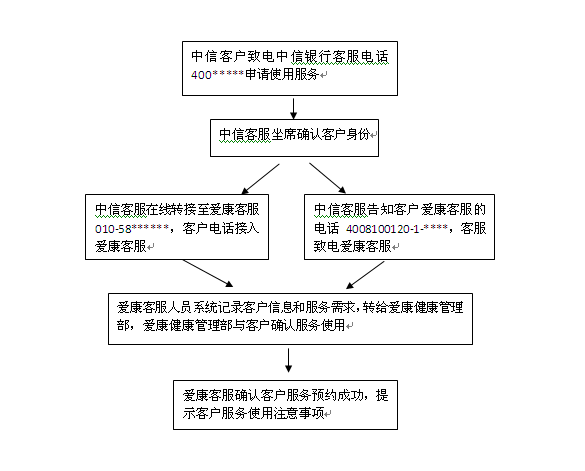 中信客户致电中信银行客服电话
400*****申请使用服务
中信客服坐席确认客户身份
中信客服在线转接至爱康客服
010-58******，客户电话接入
爱康客服
中信客服告知客户爱康客服的
电话 4008100120-1-****，客服
致电爱康客服
爱康客服人员系统记录客户信息和服务需求，转给爱康健康管理
部，爱康健康管理部与客户确认服务使用
爱康客服确认客户服务预约成功，提
示客户服务使用注意事项